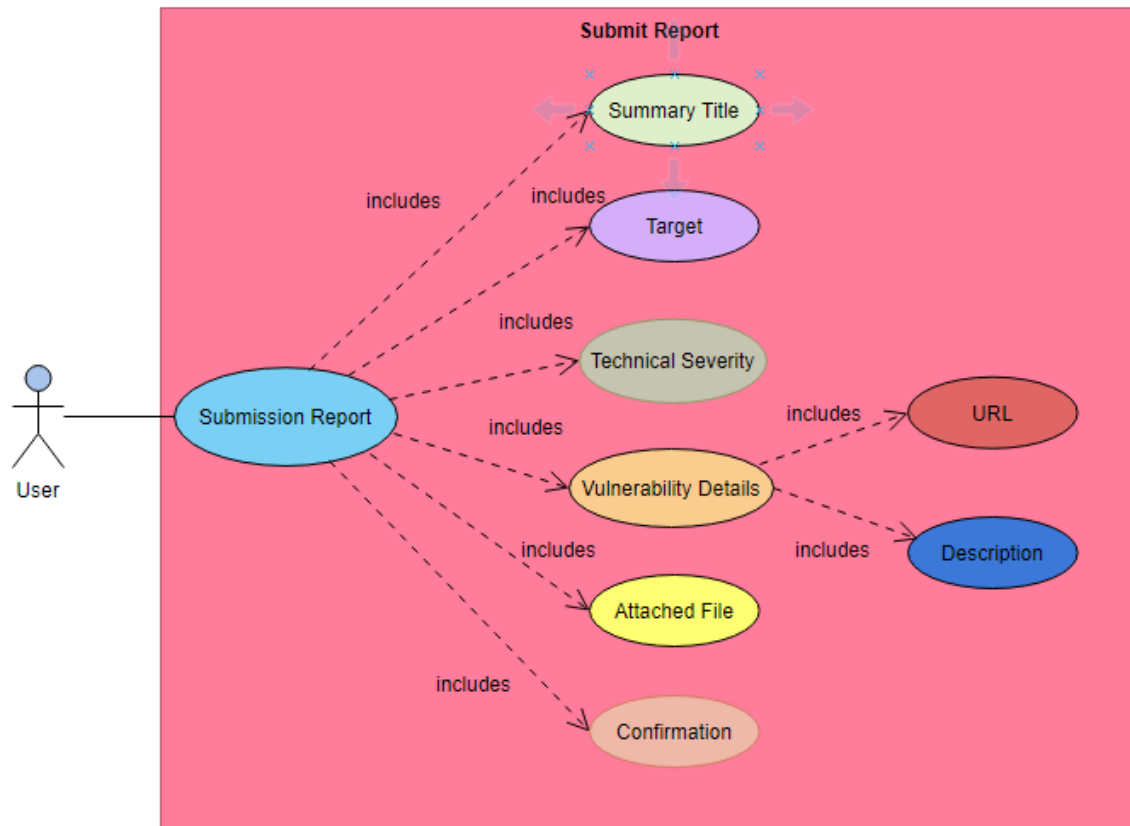 Submit Report
Summary Title
includes
includes
Target
includes
Technical Severity
User
Submission Report
includes
Vulnerability Details
includes
URL
includes
Description
includes
Attached File
includes
Confirmation